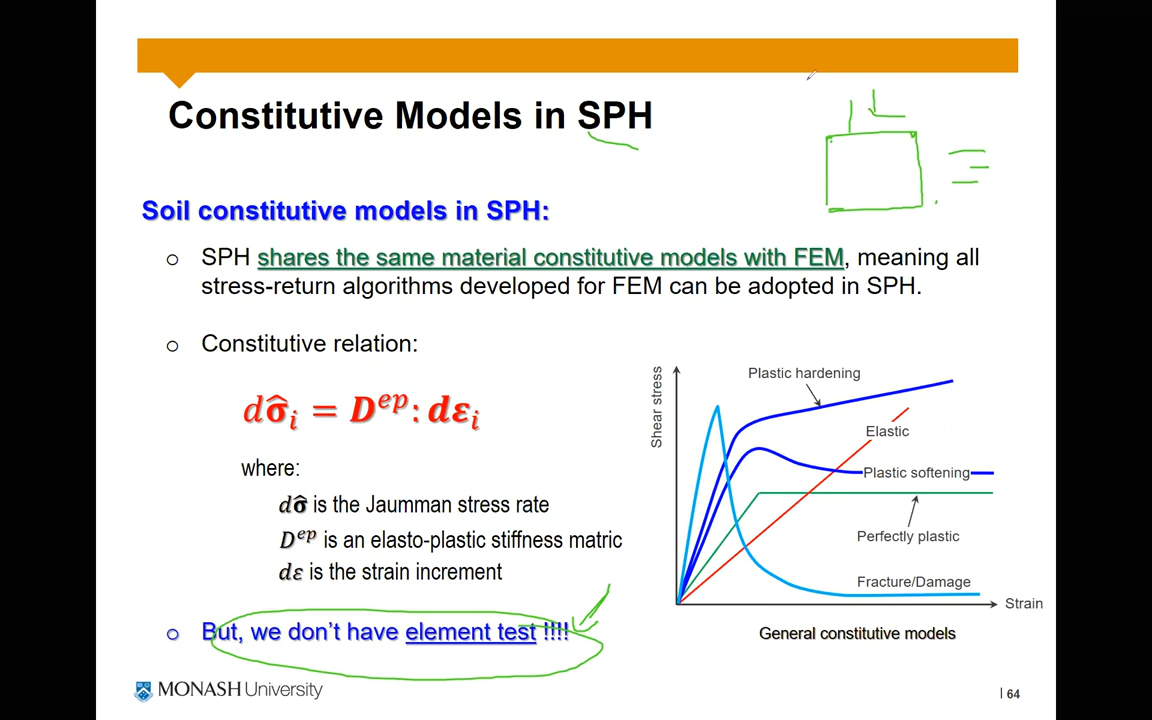 Constitutive Models in SPH
Soil constitutive models in SPH:
o SPH shares the same material constitutive models with FEM, meaning all
stress-return algorithms developed for FEM can be adopted in SPH.
o Constitutive relation:
dσ̂ᵢ = Dᵉᵖ: dεᵢ
where:
dσ̂ is the Jaumman stress rate
Dᵉᵖ is an elasto-plastic stiffness matric
dε is the strain increment
o But, we don't have element test !!!!
Shear stress
Plastic hardening
Elastic
Plastic softening
Perfectly plastic
Fracture/Damage
Strain
General constitutive models
MONASH University
| 64